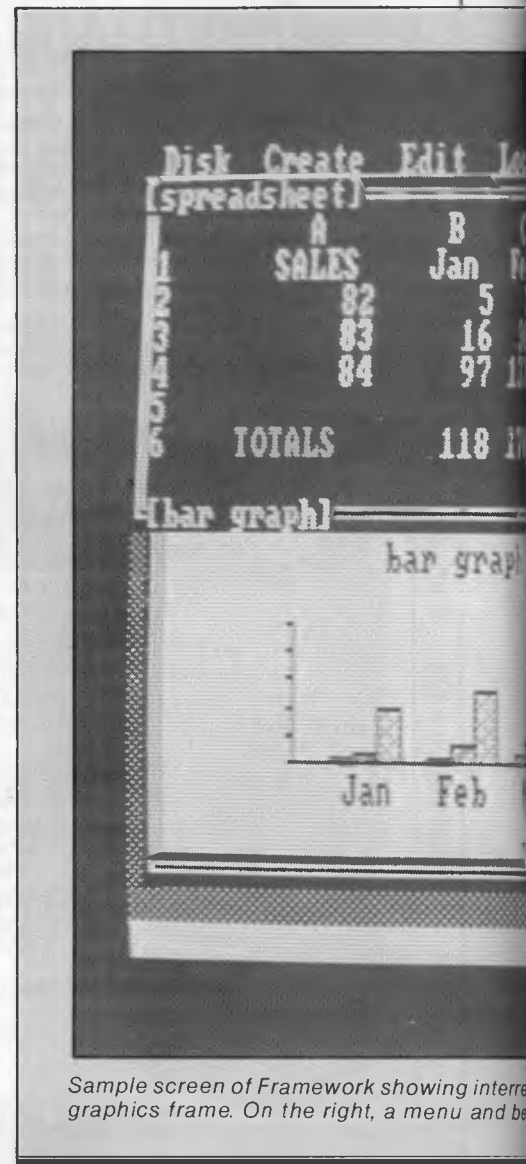 Disk Create Edit
[spreadsheet]
A B
1 SALES Jan
2 82 5
3 83 16
4 84 97
5
6 TOTALS 118
[bar graph]
bar graph
Jan Feb
Sample screen of Framework showing
graphics frame. On the right, a menu and